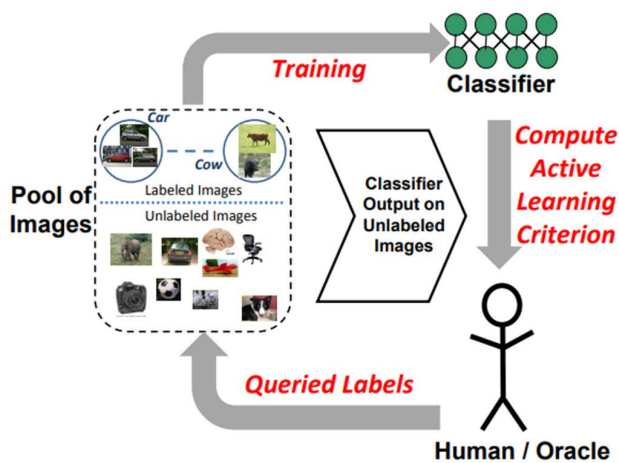 Training
Classifier
Car
Cow
Labeled Images
Unlabeled Images
Pool of
Images
Classifier
Output on
Unlabeled
Images
Compute
Active
Learning
Criterion
Queried Labels
Human / Oracle